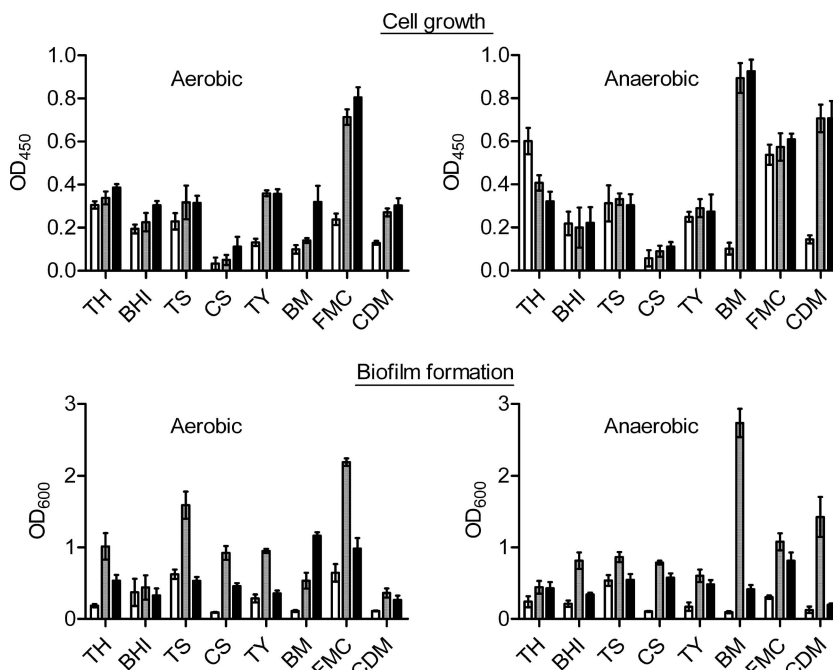 Cell growth
Aerobic
OD450
1.0
0.8
0.6
0.4
0.2
0.0
TH BHI TS CS TY BM FMC CDM
Anaerobic
OD450
1.0
0.8
0.6
0.4
0.2
0.0
TH BHI TS CS TY BM FMC CDM
Biofilm formation
Aerobic
OD600
3
2
1
0
TH BHI TS CS TY BM FMC CDM
Anaerobic
OD600
3
2
1
0
TH BHI TS CS TY BM FMC CDM